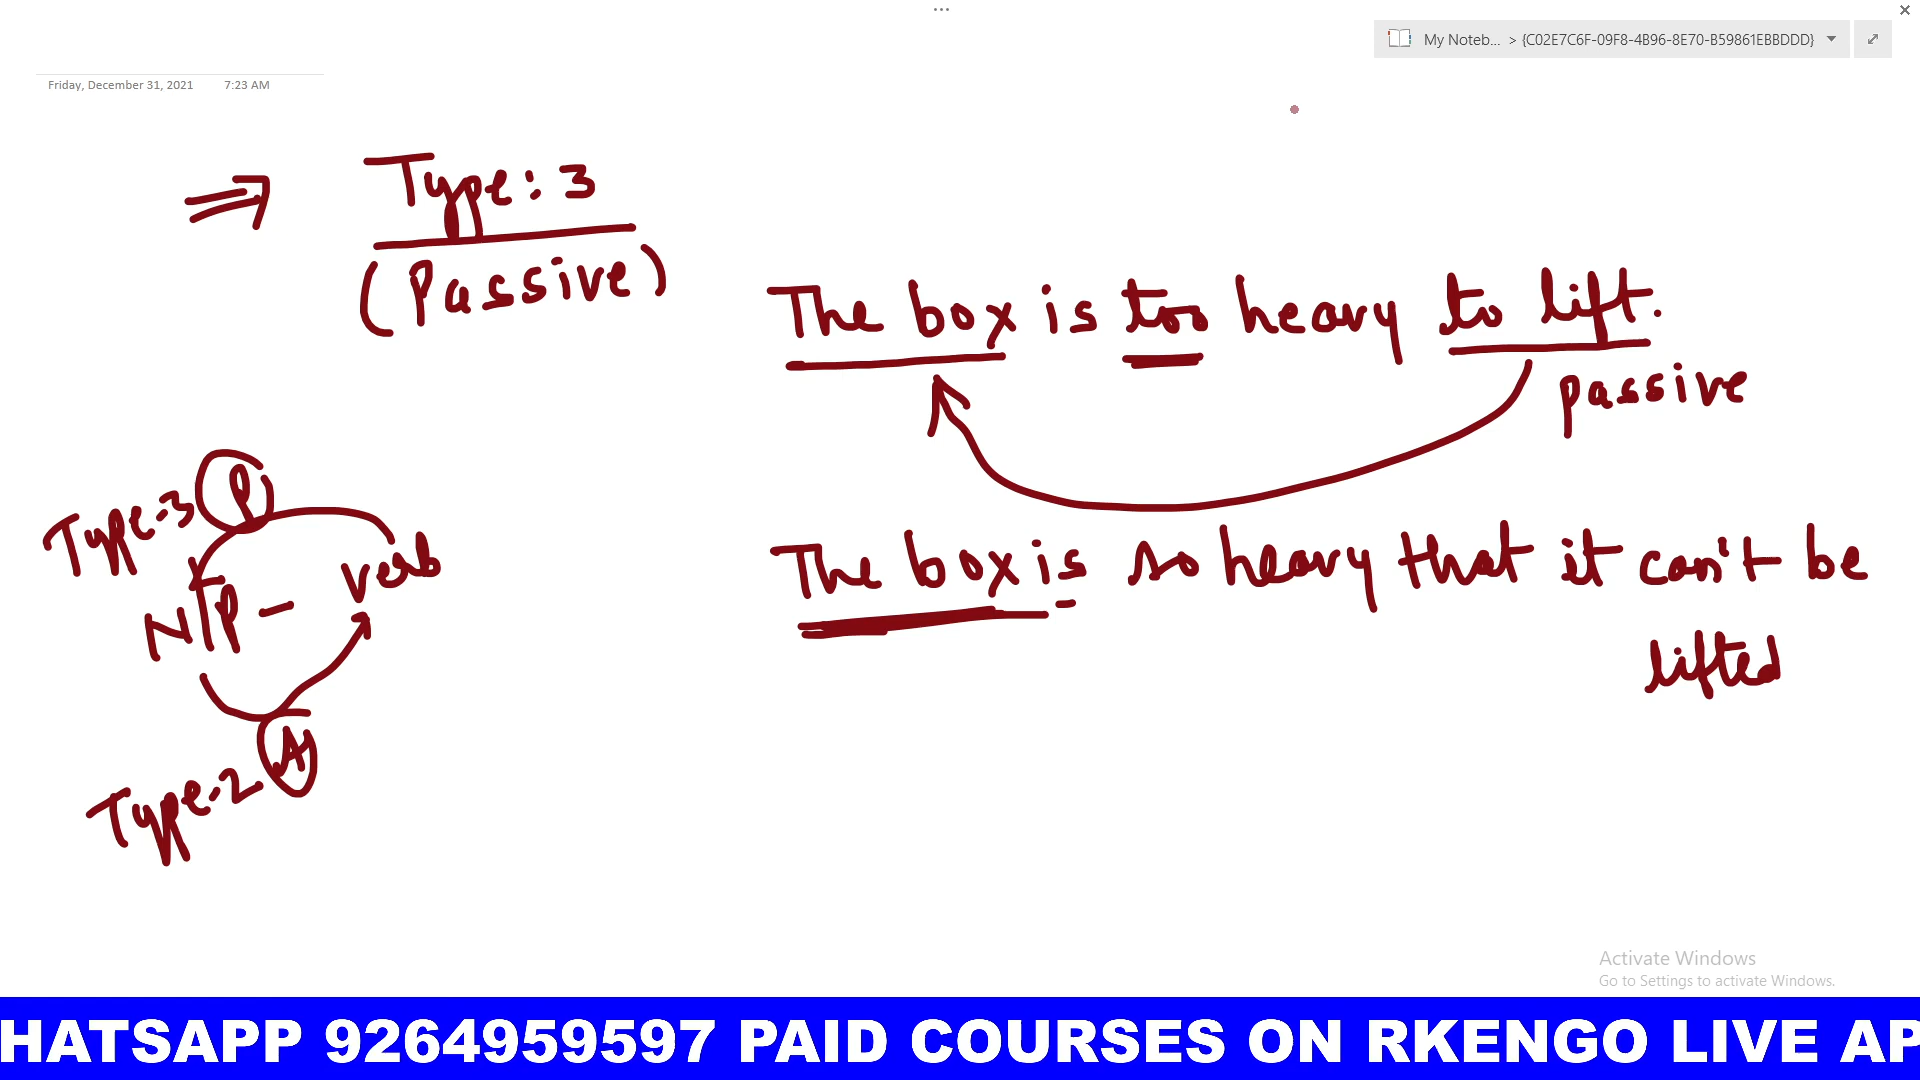 ...
My Noteb... > {C02E7C6F-09F8-4B96-8E70-B59861EBBDDD}
Friday, December 31, 2021 7:23 AM
⇒ Type: 3
(Passive)
The box is too heavy to lift.
passive
Type-3 P
N/P - verb
Type-2 A
The box is so heavy that it can't be
lifted
Activate Windows
Go to Settings to activate Windows.
HATSAPP 9264959597 PAID COURSES ON RKENGO LIVE AP